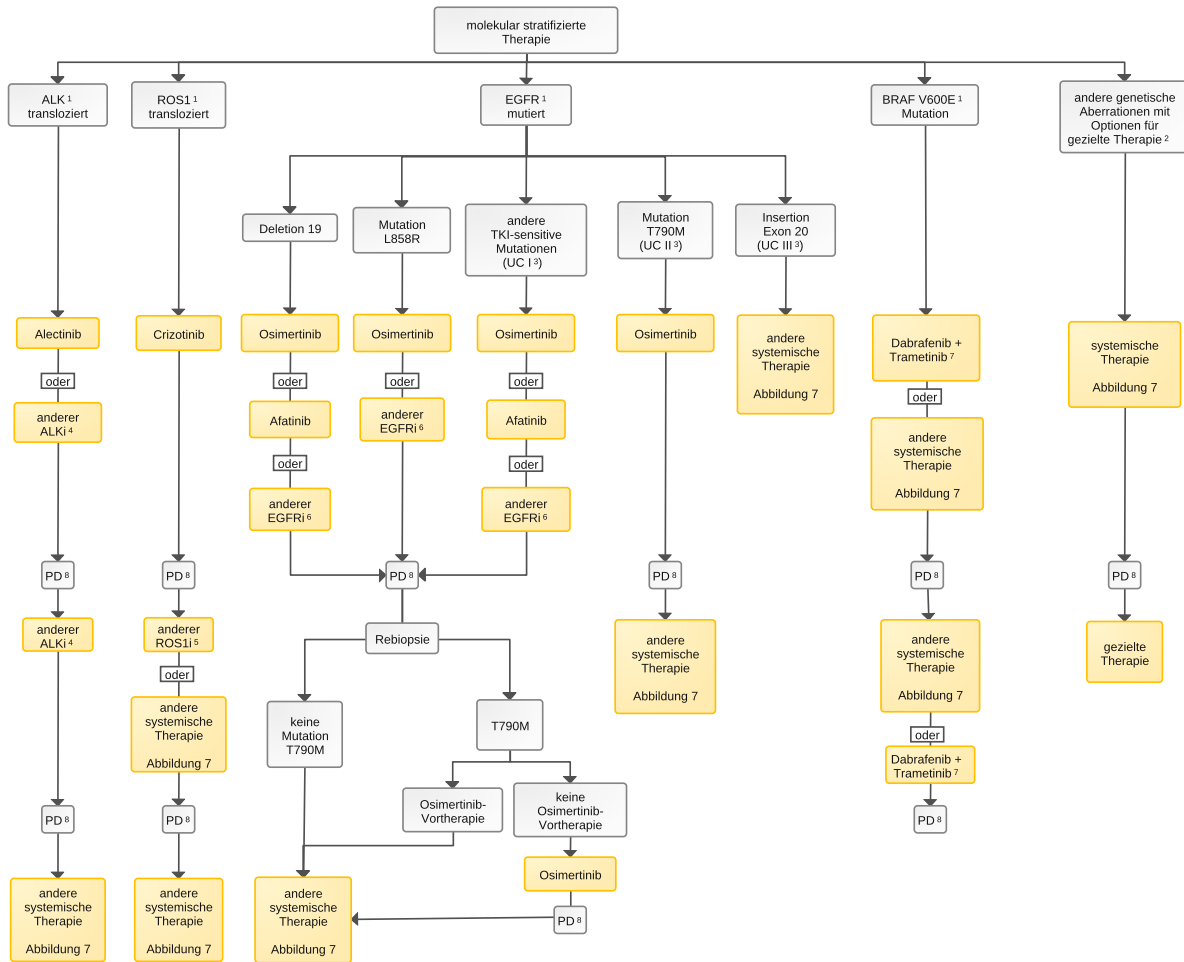 molekular stratifizierte
Therapie
ALK 1
transloziert
ROS1 1
transloziert
EGFR 1
mutiert
BRAF V600E 1
Mutation
andere genetische
Aberrationen mit
Optionen für
gezielte Therapie 2
Deletion 19
Mutation
L858R
andere
TKI-sensitive
Mutationen
(UC I 3)
Mutation
T790M
(UC II 3)
Insertion
Exon 20
(UC III 3)
Alectinib
oder
anderer
ALKi 4
Crizotinib
Osimertinib
oder
Afatinib
oder
anderer
EGFRi 6
Osimertinib
oder
anderer
EGFRi 6
Osimertinib
oder
Afatinib
oder
anderer
EGFRi 6
Osimertinib
andere
systemische
Therapie
Abbildung 7
Dabrafenib +
Trametinib 7
oder
andere
systemische
Therapie
Abbildung 7
systemische
Therapie
Abbildung 7
PD 8
PD 8
PD 8
PD 8
PD 8
PD 8
anderer
ALKi 4
anderer
ROS1i 5
oder
andere
systemische
Therapie
Abbildung 7
Rebiopsie
andere
systemische
Therapie
Abbildung 7
andere
systemische
Therapie
Abbildung 7
oder
Dabrafenib +
Trametinib 7
gezielte
Therapie
keine
Mutation
T790M
T790M
Osimertinib-
Vortherapie
keine
Osimertinib-
Vortherapie
PD 8
PD 8
PD 8
Osimertinib
PD 8
andere
systemische
Therapie
Abbildung 7
andere
systemische
Therapie
Abbildung 7
andere
systemische
Therapie
Abbildung 7